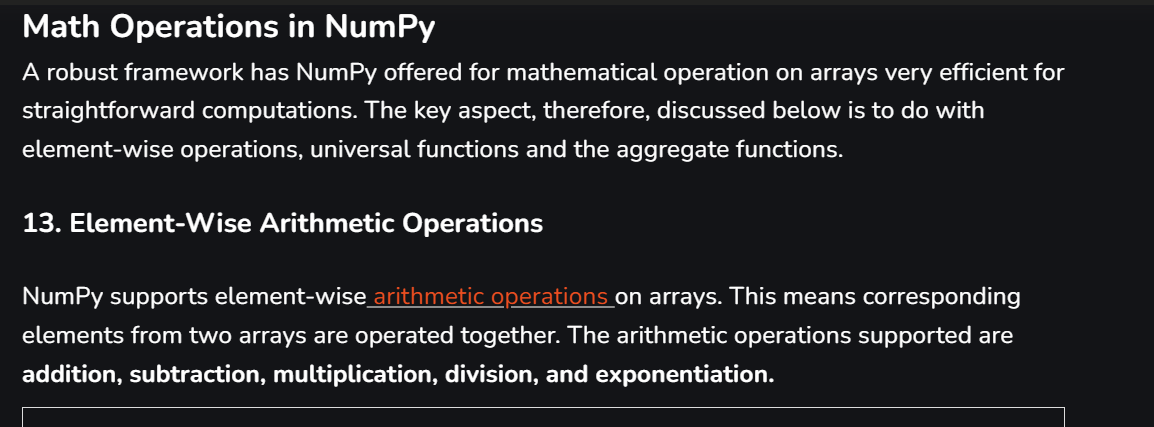 Math Operations in NumPy
A robust framework has NumPy offered for mathematical operation on arrays very efficient for
straightforward computations. The key aspect, therefore, discussed below is to do with
element-wise operations, universal functions and the aggregate functions.
13. Element-Wise Arithmetic Operations
NumPy supports element-wise arithmetic operations on arrays. This means corresponding
elements from two arrays are operated together. The arithmetic operations supported are
addition, subtraction, multiplication, division, and exponentiation.